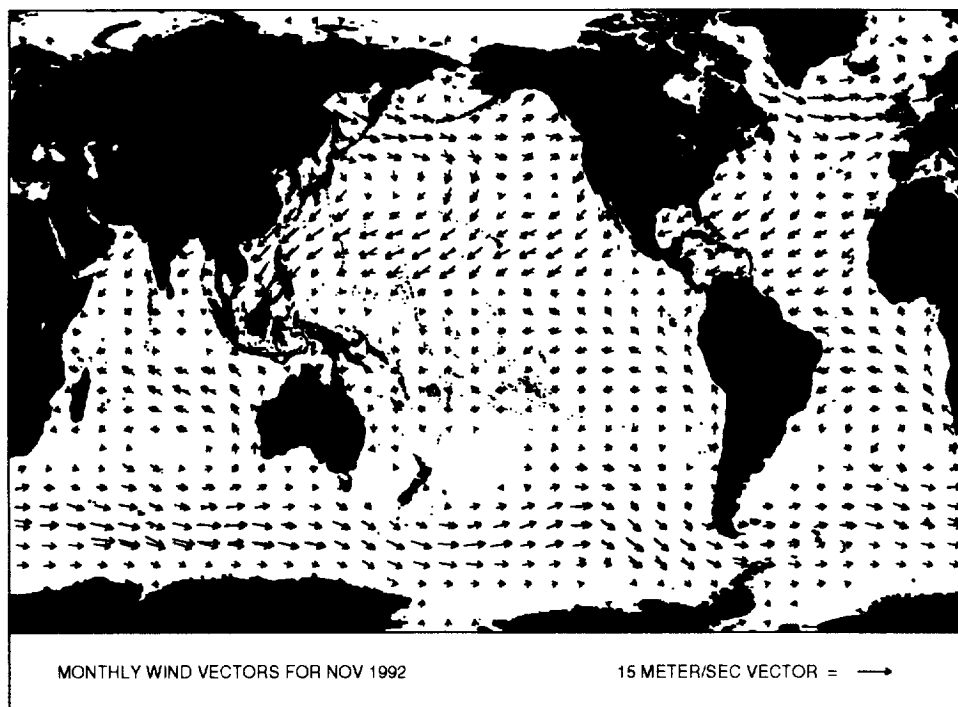 MONTHLY WIND VECTORS FOR NOV 1992
15 METER/SEC VECTOR =